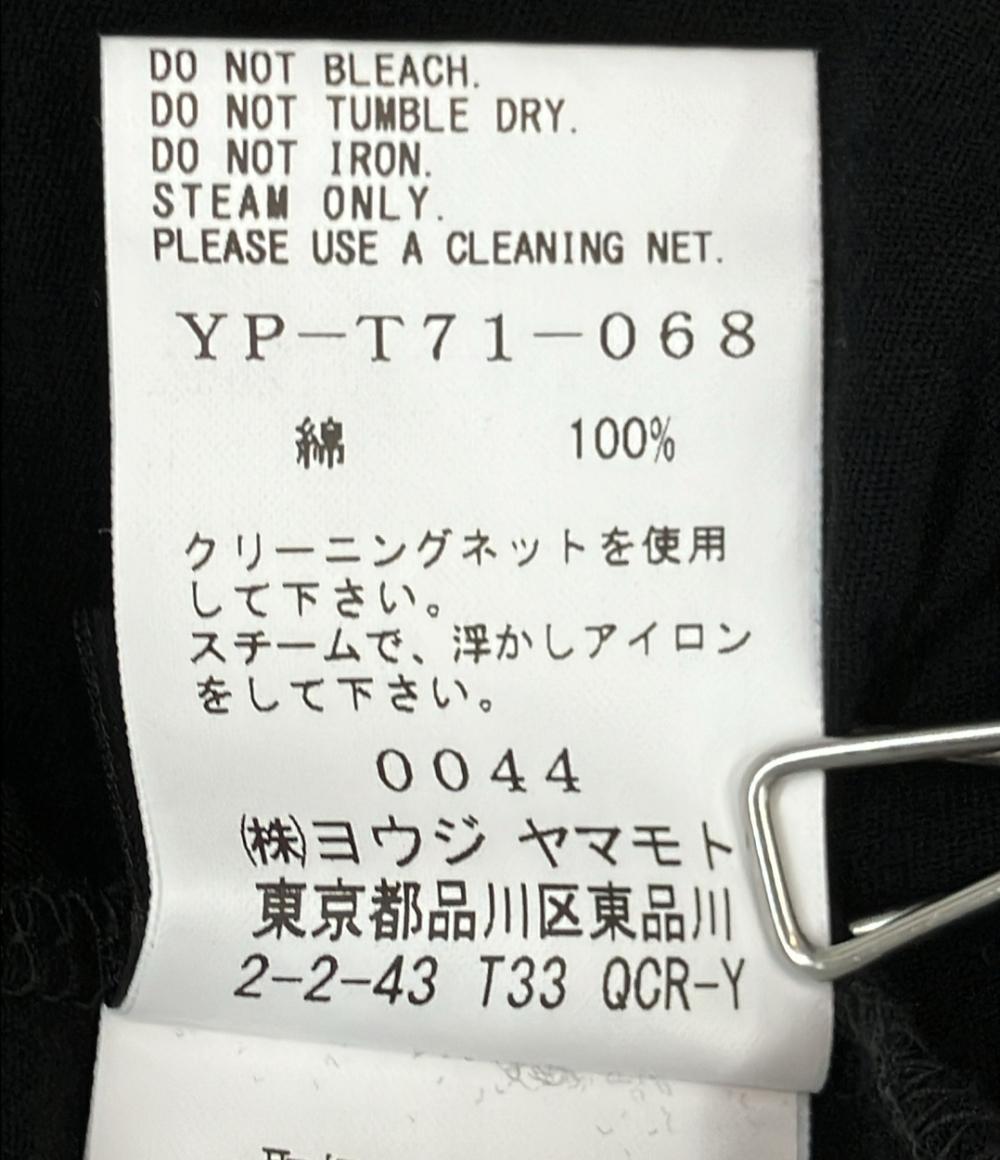 DO NOT BLEACH.
DO NOT TUMBLE DRY.
DO NOT IRON.
STEAM ONLY.
PLEASE USE A CLEANING NET.
YP-T71-068
綿 100%
クリーニングネットを使用
して下さい。
スチームで、浮かしアイロン
をして下さい。
0044
㈱ヨウジ ヤマモト
東京都品川区東品川
2-2-43 T33 QCR-Y